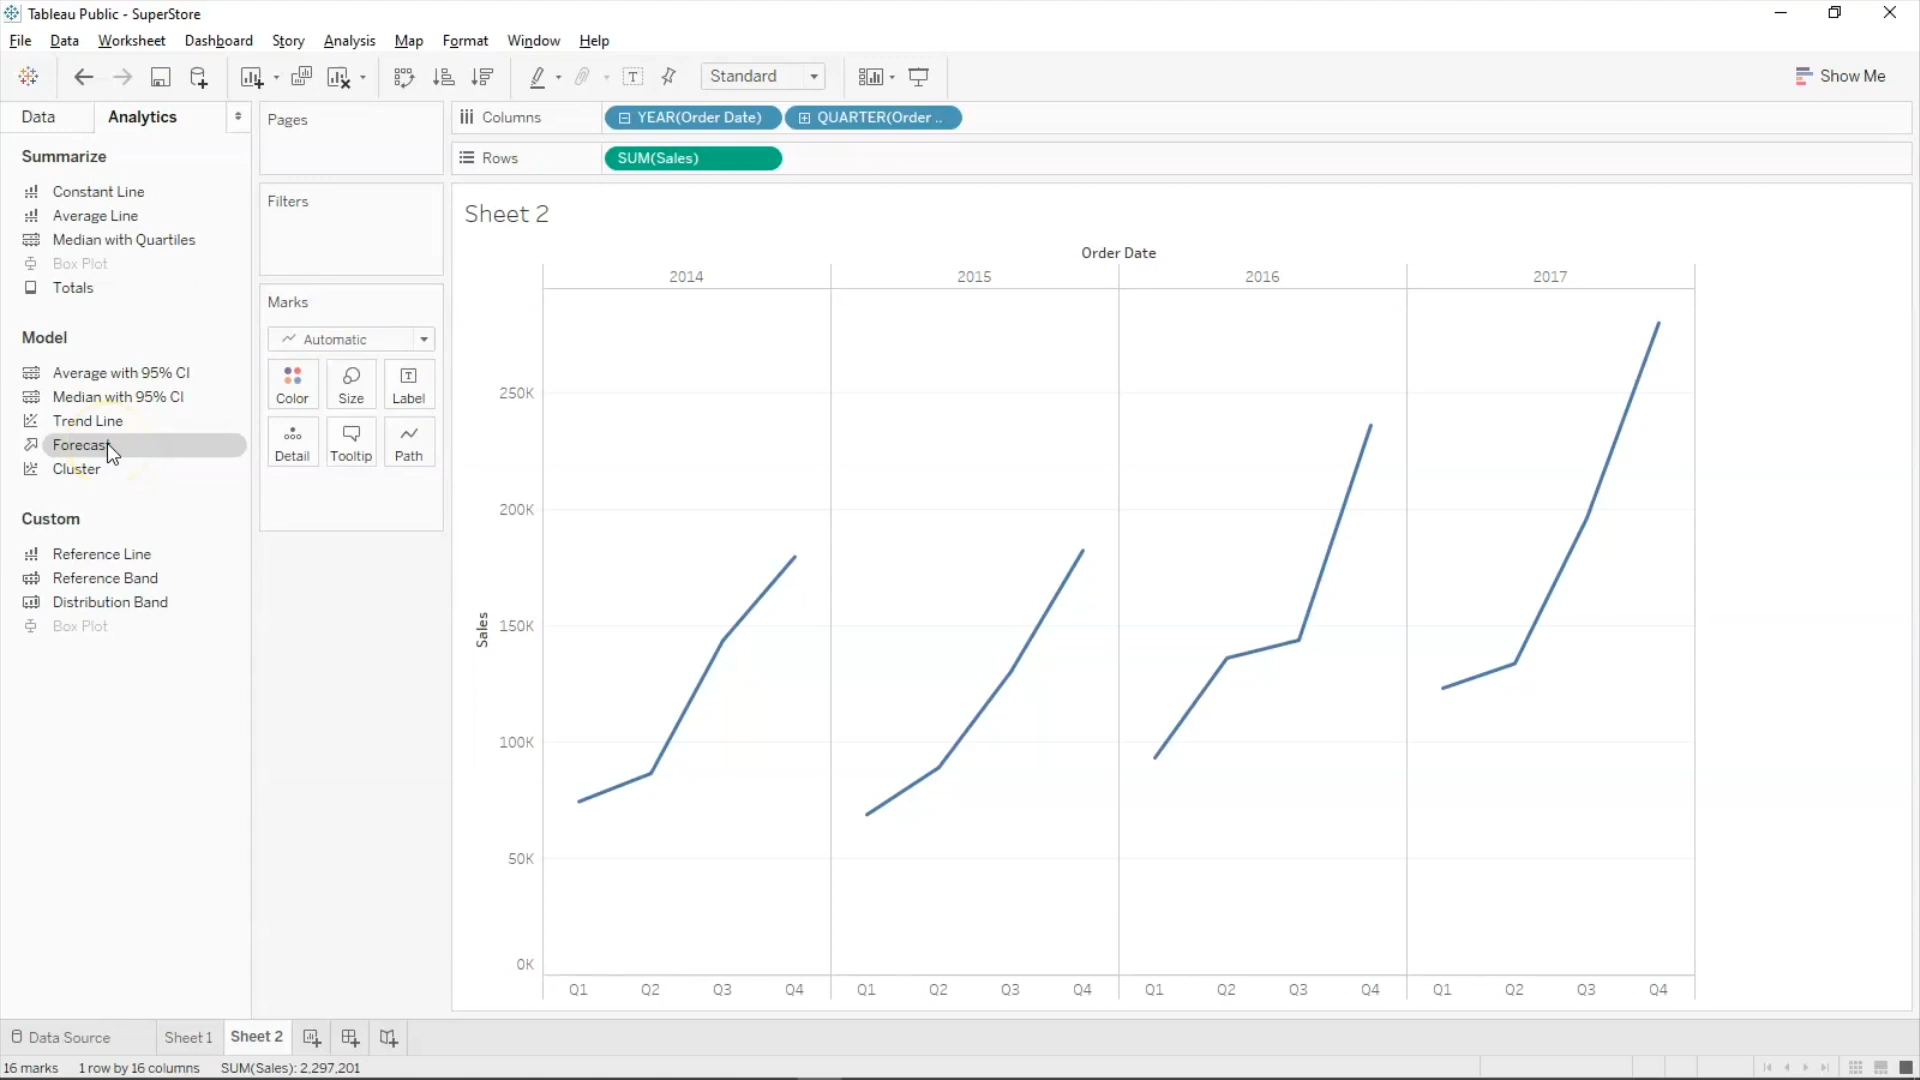 Tableau Public - SuperStore
File Data Worksheet Dashboard Story Analysis Map Format Window Help
Standard
Show Me
Data Analytics
Summarize
Constant Line
Average Line
Median with Quartiles
Box Plot
Totals
Model
Average with 95% CI
Median with 95% CI
Trend Line
Forecast
Cluster
Custom
Reference Line
Reference Band
Distribution Band
Box Plot
Pages
Filters
Marks
Automatic
Color Size Label
Detail Tooltip Path
Columns YEAR(Order Date) QUARTER(Order ..
Rows SUM(Sales)
Sheet 2
Order Date
2014 2015 2016 2017
Sales
250K
200K
150K
100K
50K
0K
Q1 Q2 Q3 Q4 Q1 Q2 Q3 Q4 Q1 Q2 Q3 Q4 Q1 Q2 Q3 Q4
Data Source Sheet 1 Sheet 2
16 marks 1 row by 16 columns SUM(Sales): 2,297,201